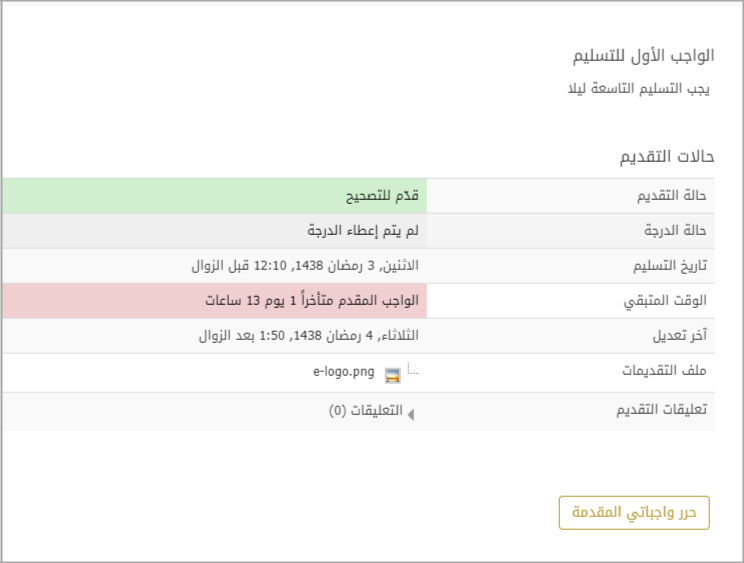 الواجب الأول للتسليم
يجب التسليم التاسعة ليلا
حالات التقديم
حالة التقديم قدّم للتصحيح
حالة الدرجة لم يتم إعطاء الدرجة
تاريخ التسليم الاثنين, 3 رمضان 1438, 12:10 قبل الزوال
الوقت المتبقي الواجب المقدم متأخراً 1 يوم 13 ساعات
آخر تعديل الثلاثاء, 4 رمضان 1438, 1:50 بعد الزوال
ملف التقديمات e-logo.png
تعليقات التقديم التعليقات (0)
حرر واجباتي المقدمة